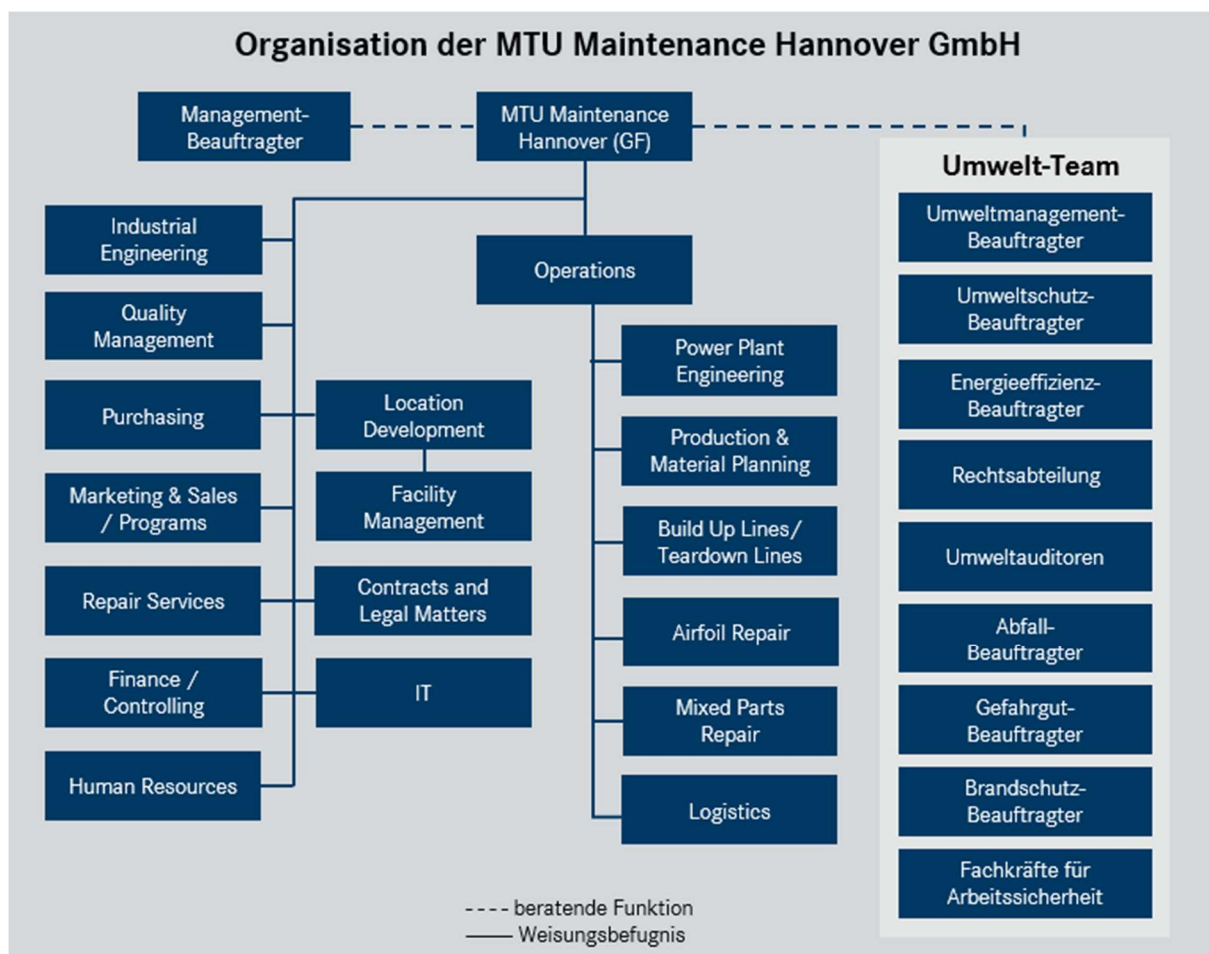 Organisation der MTU Maintenance Hannover GmbH
Management-
Beauftragter
MTU Maintenance
Hannover (GF)
Industrial
Engineering
Quality
Management
Purchasing
Marketing & Sales
/ Programs
Repair Services
Finance /
Controlling
Human Resources
Location
Development
Facility
Management
Contracts and
Legal Matters
IT
Operations
Power Plant
Engineering
Production &
Material Planning
Build Up Lines/
Teardown Lines
Airfoil Repair
Mixed Parts
Repair
Logistics
Umwelt-Team
Umweltmanagement-
Beauftragter
Umweltschutz-
Beauftragter
Energieeffizienz-
Beauftragter
Rechtsabteilung
Umweltauditoren
Abfall-
Beauftragter
Gefahrgut-
Beauftragter
Brandschutz-
Beauftragter
Fachkräfte für
Arbeitssicherheit
---- beratende Funktion
—— Weisungsbefugnis